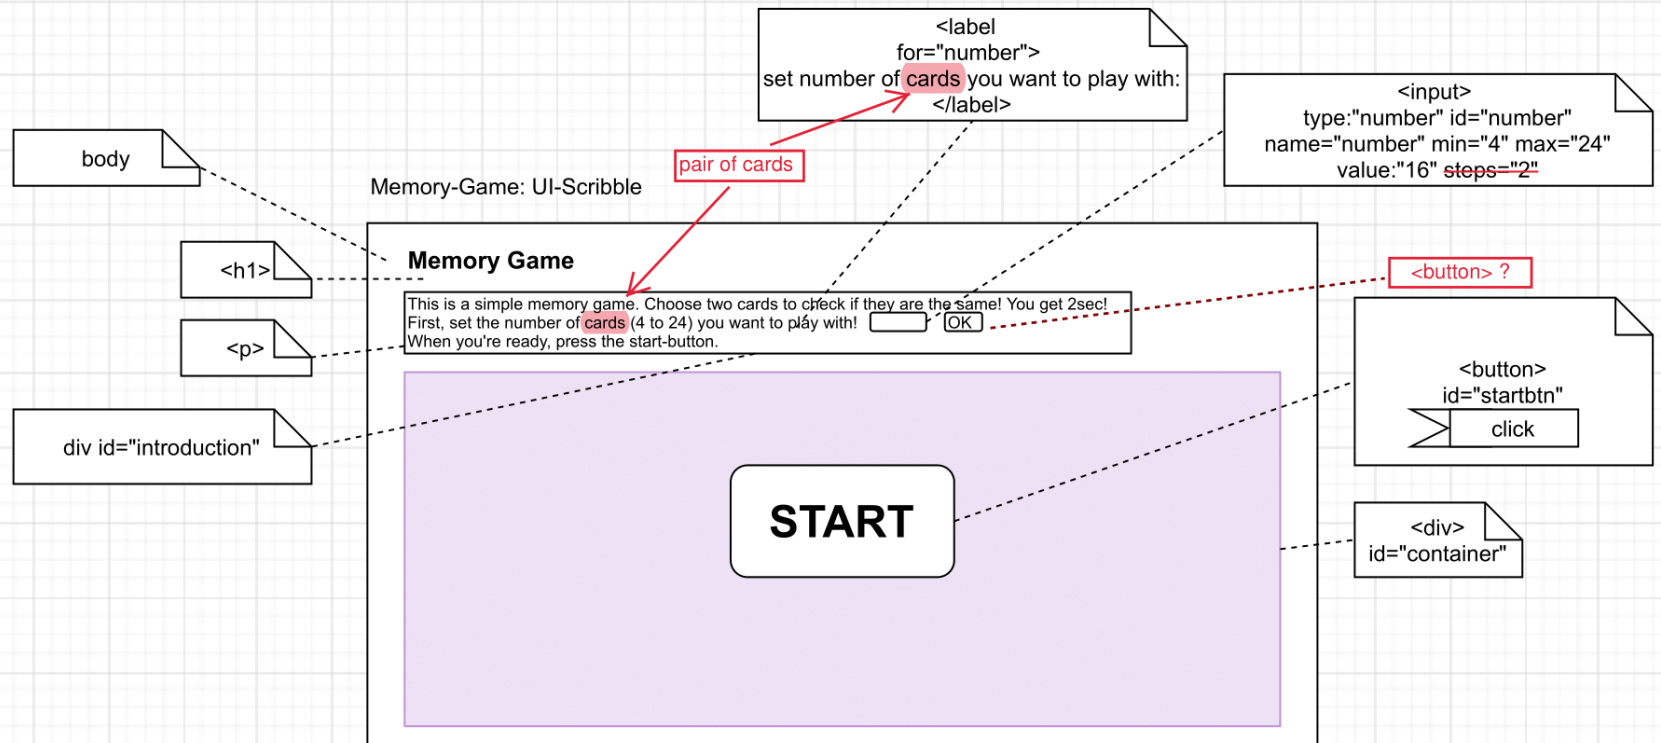 <label
for="number">
set number of cards you want to play with:
</label>
<input>
type:"number" id="number"
name="number" min="4" max="24"
value:"16" steps="2"
body
pair of cards
Memory-Game: UI-Scribble
<h1>
Memory Game
<button> ?
This is a simple memory game. Choose two cards to check if they are the same! You get 2sec!
First, set the number of cards (4 to 24) you want to play with!
OK
When you're ready, press the start-button.
<p>
<button>
id="startbtn"
click
div id="introduction"
START
<div>
id="container"